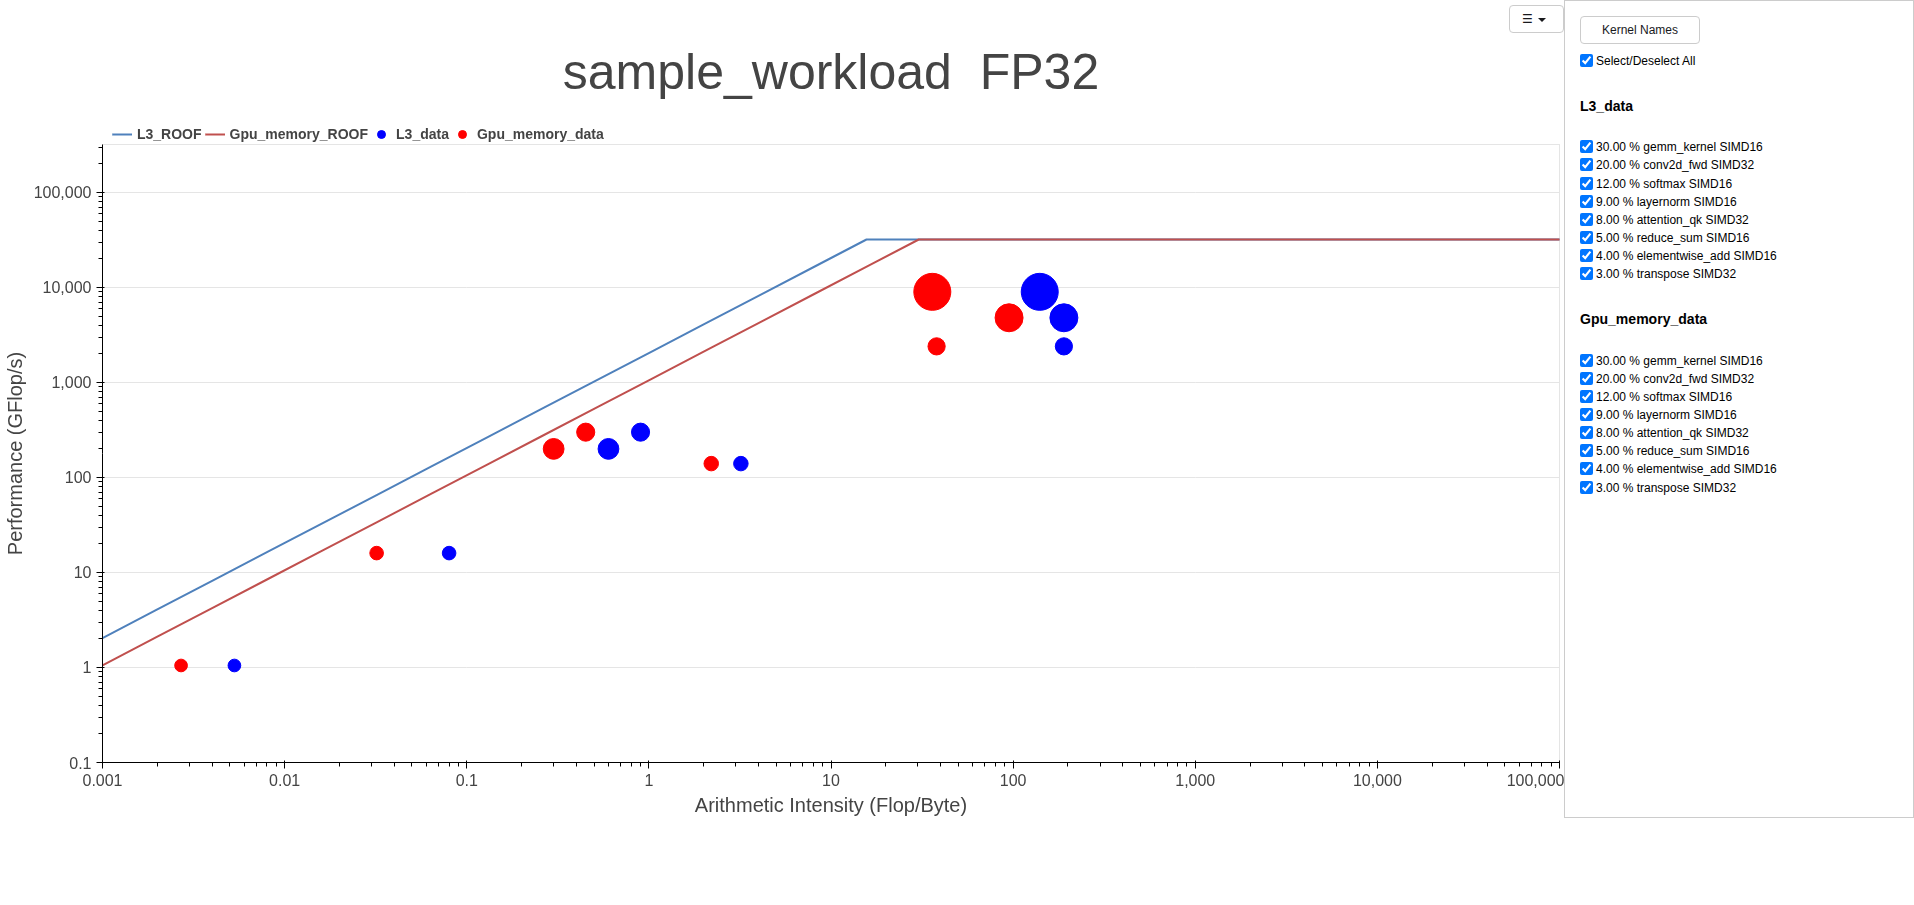 ☰
Kernel Names
Select/Deselect All
sample_workload FP32
L3_ROOF Gpu_memory_ROOF L3_data Gpu_memory_data
100,000
10,000
1,000
100
10
1
0.1
Performance (GFlop/s)
0.001 0.01 0.1 1 10 100 1,000 10,000 100,000
Arithmetic Intensity (Flop/Byte)
L3_data
30.00 % gemm_kernel SIMD16
20.00 % conv2d_fwd SIMD32
12.00 % softmax SIMD16
9.00 % layernorm SIMD16
8.00 % attention_qk SIMD32
5.00 % reduce_sum SIMD16
4.00 % elementwise_add SIMD16
3.00 % transpose SIMD32
Gpu_memory_data
30.00 % gemm_kernel SIMD16
20.00 % conv2d_fwd SIMD32
12.00 % softmax SIMD16
9.00 % layernorm SIMD16
8.00 % attention_qk SIMD32
5.00 % reduce_sum SIMD16
4.00 % elementwise_add SIMD16
3.00 % transpose SIMD32